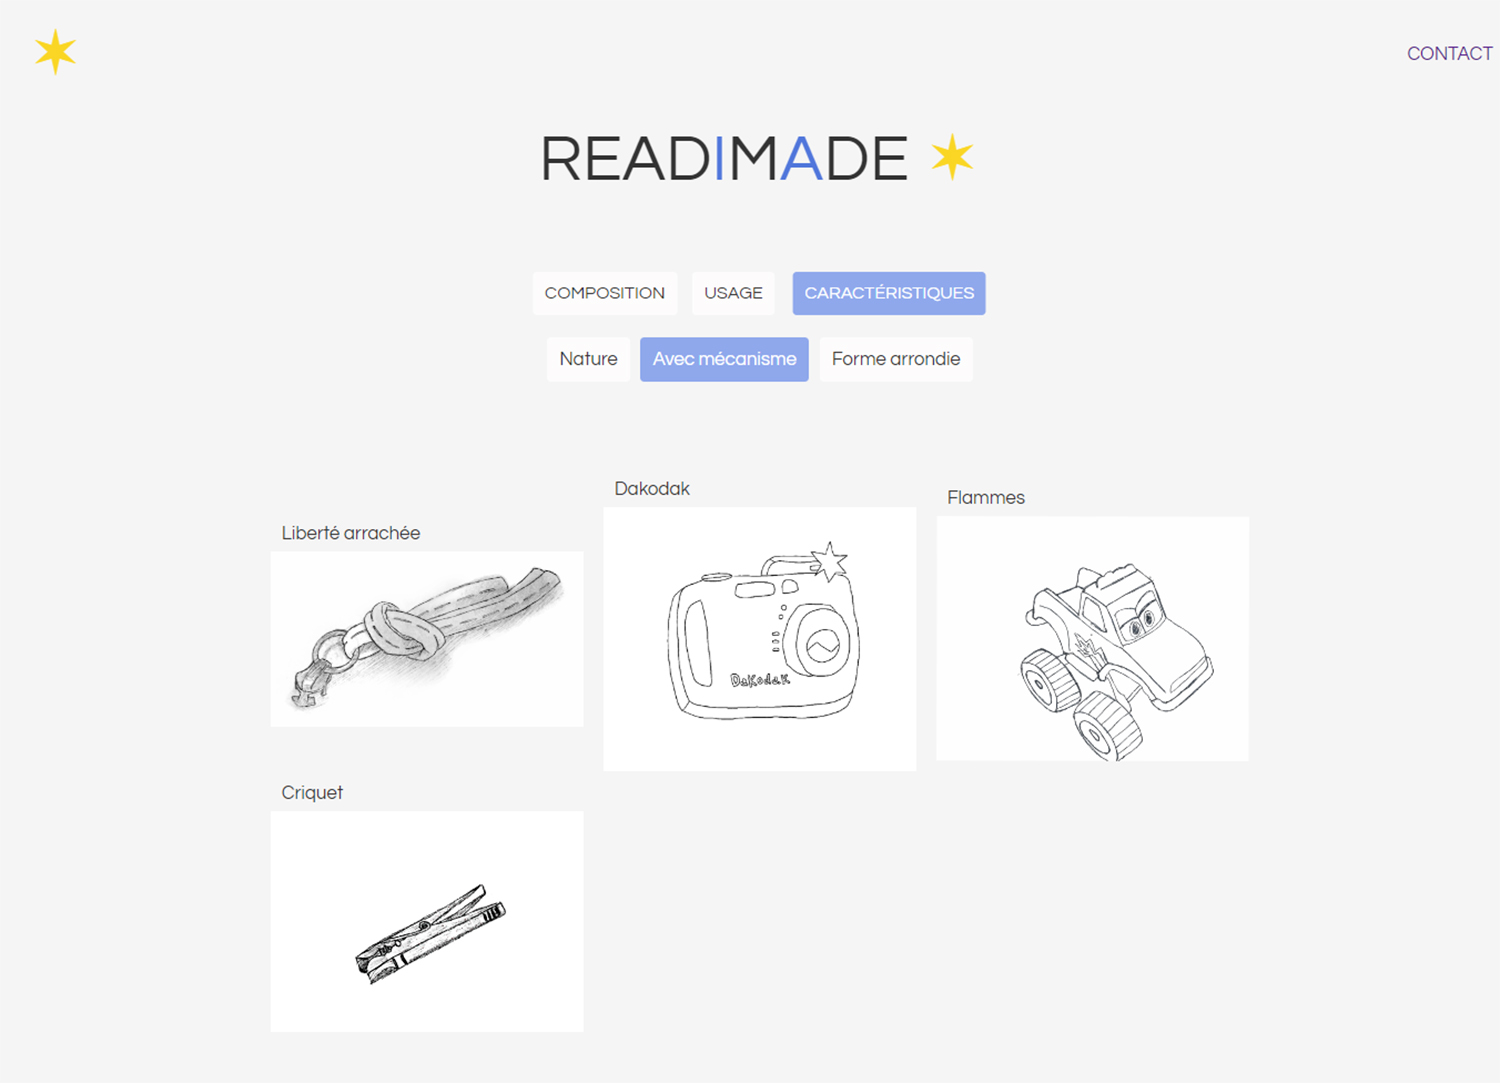 CONTACT
READIMADE
COMPOSITION USAGE CARACTÉRISTIQUES
Nature Avec mécanisme Forme arrondie
Liberté arrachée
Dakodak
Dakodak
Flammes
Criquet